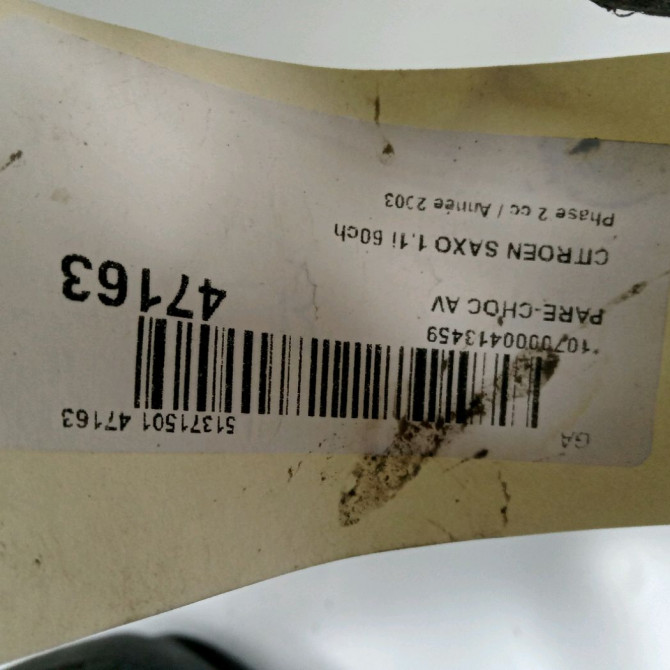 GA
51371501 47163
*1070000413459
PARE-CHOC AV
47163
CITROEN SAXO 1.1i 60ch
Phase 2 cc / Année 2003